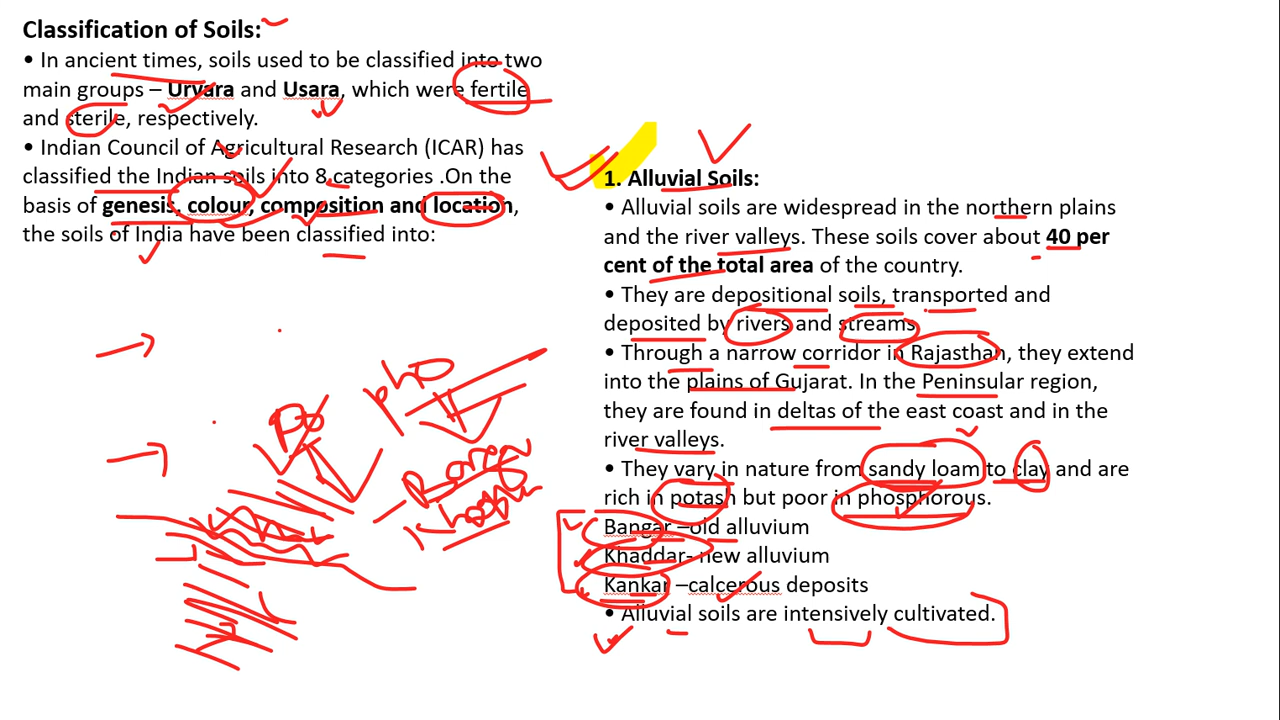 Classification of Soils:
• In ancient times, soils used to be classified into two
main groups – Urvara and Usara, which were fertile
and sterile, respectively.
• Indian Council of Agricultural Research (ICAR) has
classified the Indian soils into 8 categories .On the
basis of genesis, colour, composition and location,
the soils of India have been classified into:
1. Alluvial Soils:
• Alluvial soils are widespread in the northern plains
and the river valleys. These soils cover about 40 per
cent of the total area of the country.
• They are depositional soils, transported and
deposited by rivers and streams.
• Through a narrow corridor in Rajasthan, they extend
into the plains of Gujarat. In the Peninsular region,
they are found in deltas of the east coast and in the
river valleys.
• They vary in nature from sandy loam to clay and are
rich in potash but poor in phosphorous.
Bangar –old alluvium
Khaddar- new alluvium
Kankar –calcerous deposits
• Alluvial soils are intensively cultivated.
pho
Po